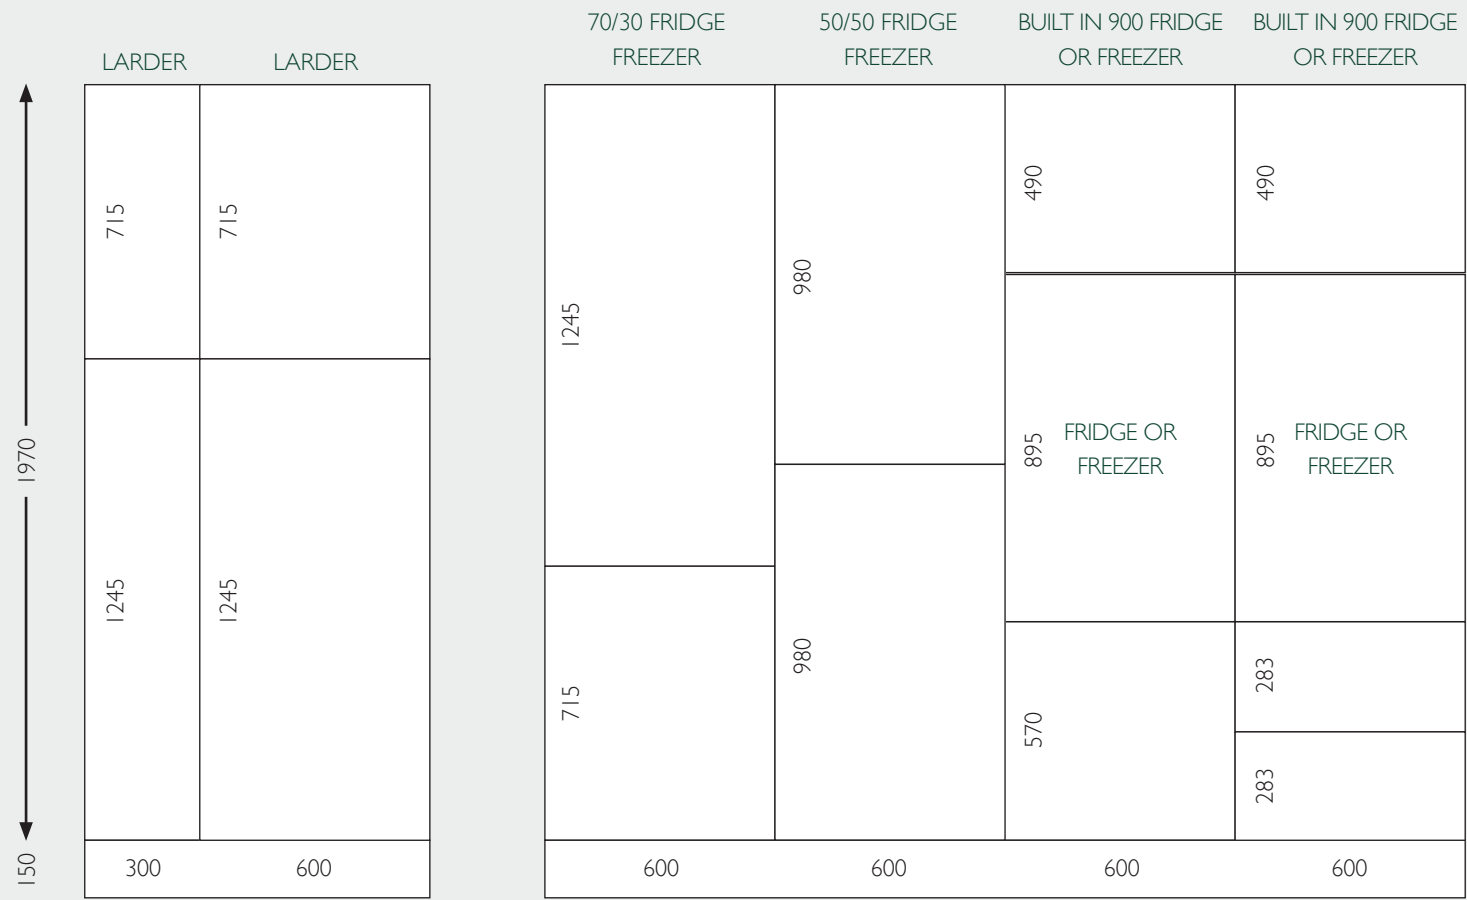 70/30 FRIDGE
FREEZER
50/50 FRIDGE
FREEZER
BUILT IN 900 FRIDGE
OR FREEZER
BUILT IN 900 FRIDGE
OR FREEZER
LARDER
LARDER
715
715
1245
1245
1245
715
980
980
490
895
FRIDGE OR
FREEZER
570
490
895
FRIDGE OR
FREEZER
283
283
1970
150
300
600
600
600
600
600